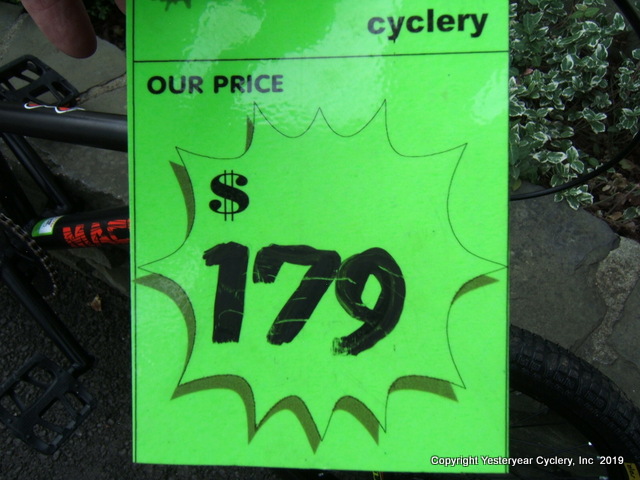 cyclery
OUR PRICE
$
179
Copyright Yesteryear Cyclery, Inc 2019